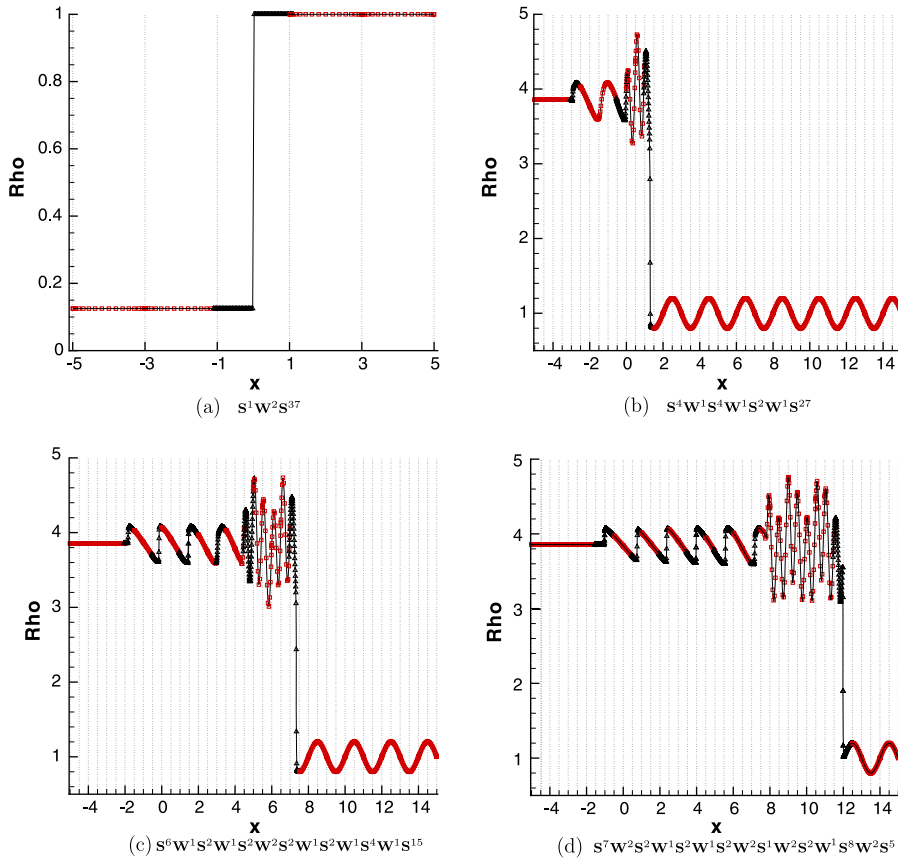 1
0.8
0.6
0.4
0.2
0
Rho
-5 -3 -1 1 3 5
x
(a) s¹w²s³⁷
5
4
3
2
1
Rho
-4 -2 0 2 4 6 8 10 12 14
x
(b) s⁴w¹s⁴w¹s²w¹s²⁷
5
4
3
2
1
Rho
-4 -2 0 2 4 6 8 10 12 14
x
(c) s⁶w¹s²w¹s²w²s²w¹s²w¹s⁴w¹s¹⁵
5
4
3
2
1
Rho
-4 -2 0 2 4 6 8 10 12 14
x
(d) s⁷w²s²w¹s²w¹s²w²s¹w²s²w¹s⁸w²s⁵